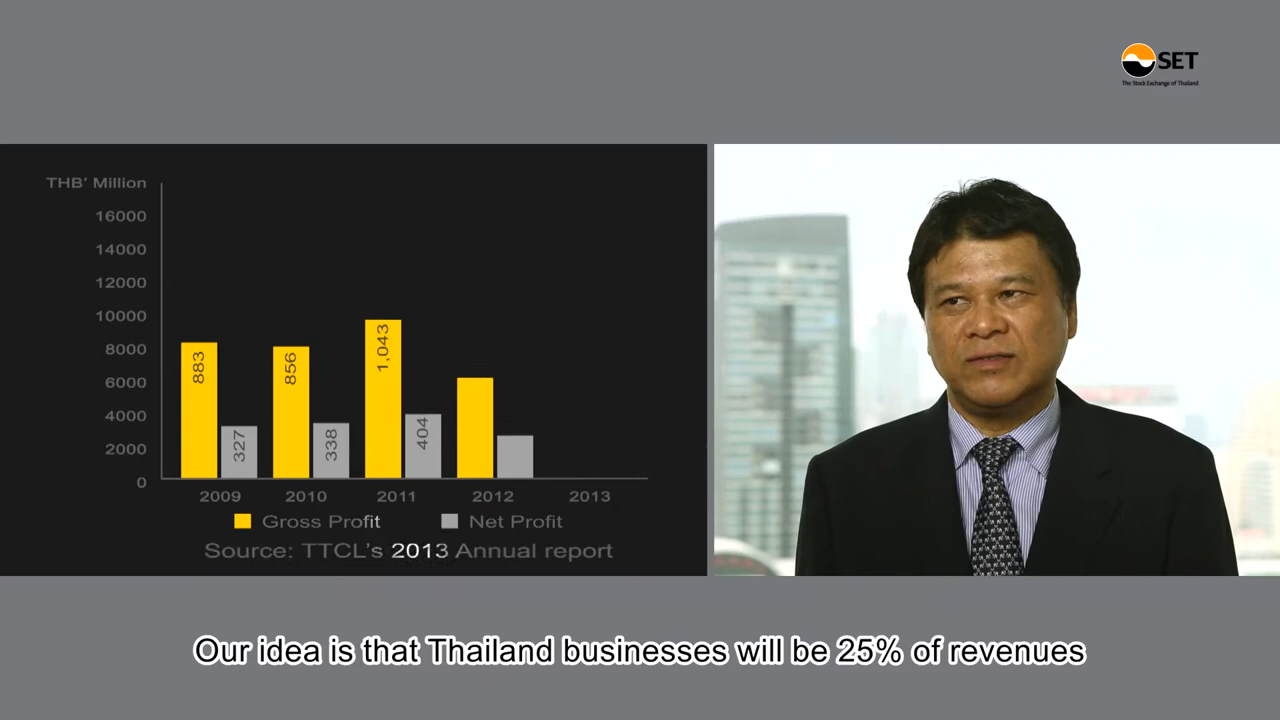 SET
The Stock Exchange of Thailand
THB' Million
16000
14000
12000
10000
8000
6000
4000
2000
0
883
327
856
338
1,043
404
2009 2010 2011 2012 2013
Gross Profit Net Profit
Source: TTCL's 2013 Annual report
Our idea is that Thailand businesses will be 25% of revenues